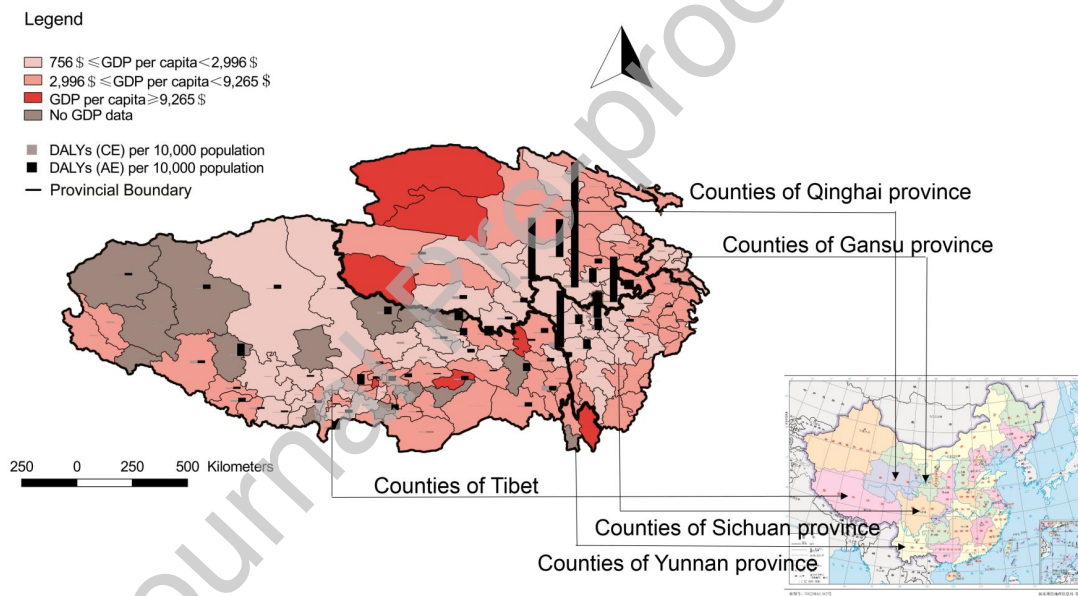 Legend
756 $ ≤GDP per capita<2,996 $
2,996 $ ≤GDP per capita<9,265 $
GDP per capita≥9,265 $
No GDP data
DALYs (CE) per 10,000 population
DALYs (AE) per 10,000 population
Provincial Boundary
Counties of Qinghai province
Counties of Gansu province
250 0 250 500 Kilometers
Counties of Tibet
Counties of Sichuan province
Counties of Yunnan province
Journal Pre-proof